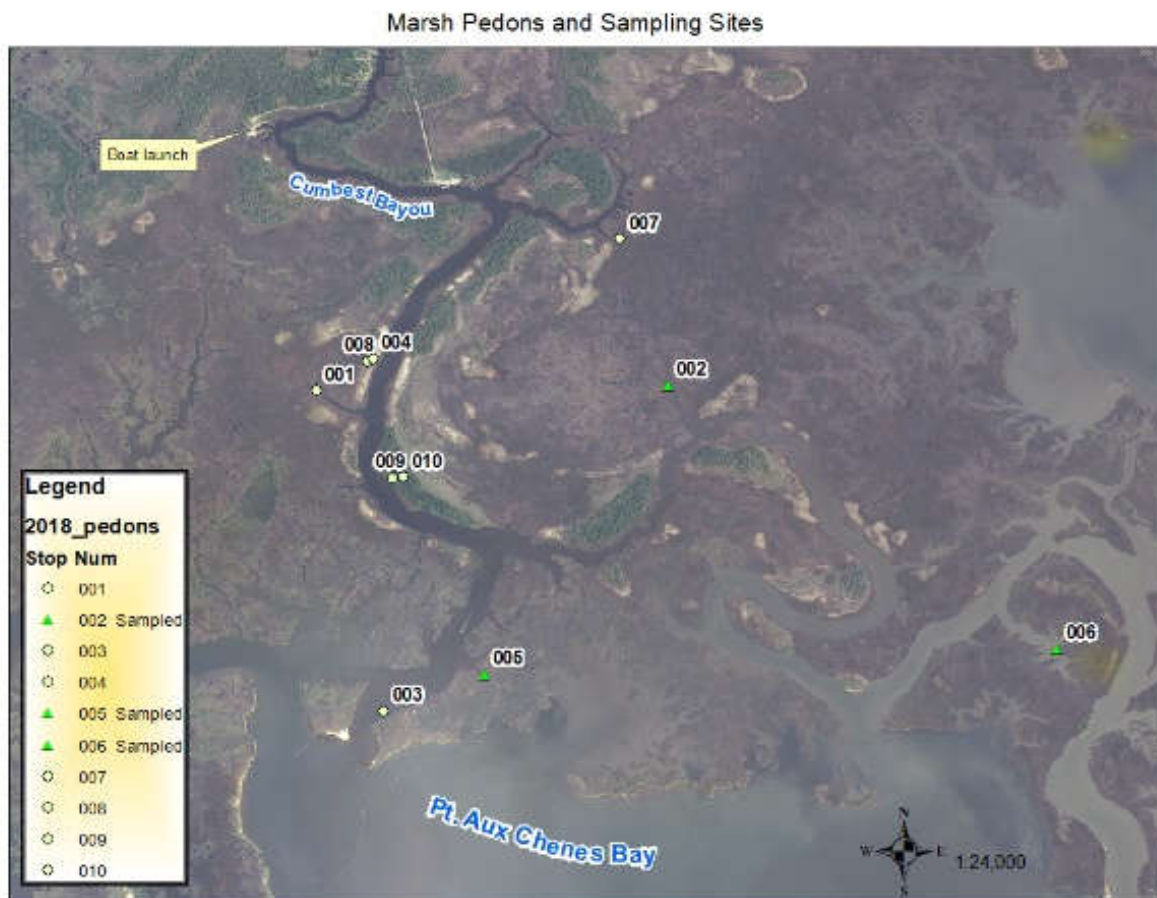 Marsh Pedons and Sampling Sites
Boat launch
Cumbest Bayou
007
008 004
001
002
009 010
006
005
003
Legend
2018_pedons
Stop Num
001
002 Sampled
003
004
005 Sampled
006 Sampled
007
008
009
010
Pt. Aux Chenes Bay
N
W E
S
1:24,000